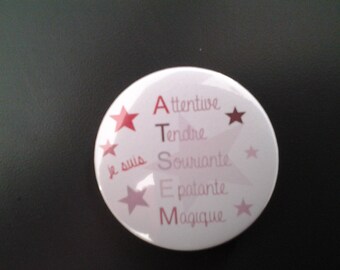 Attentive
Tendre
je suis Souriante
Epatante
Magique